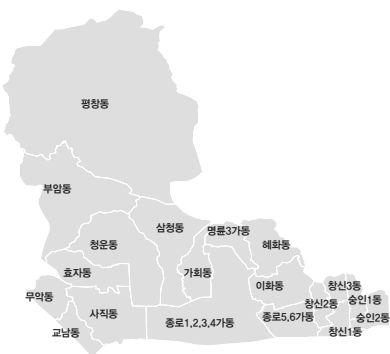 평창동
부암동
삼청동
명륜3가동
청운동
혜화동
효자동
가회동
이화동
창신3동
무악동
숭인1동
창신2동
사직동
종로1,2,3,4가동
종로5,6가동
숭인2동
교남동
창신1동